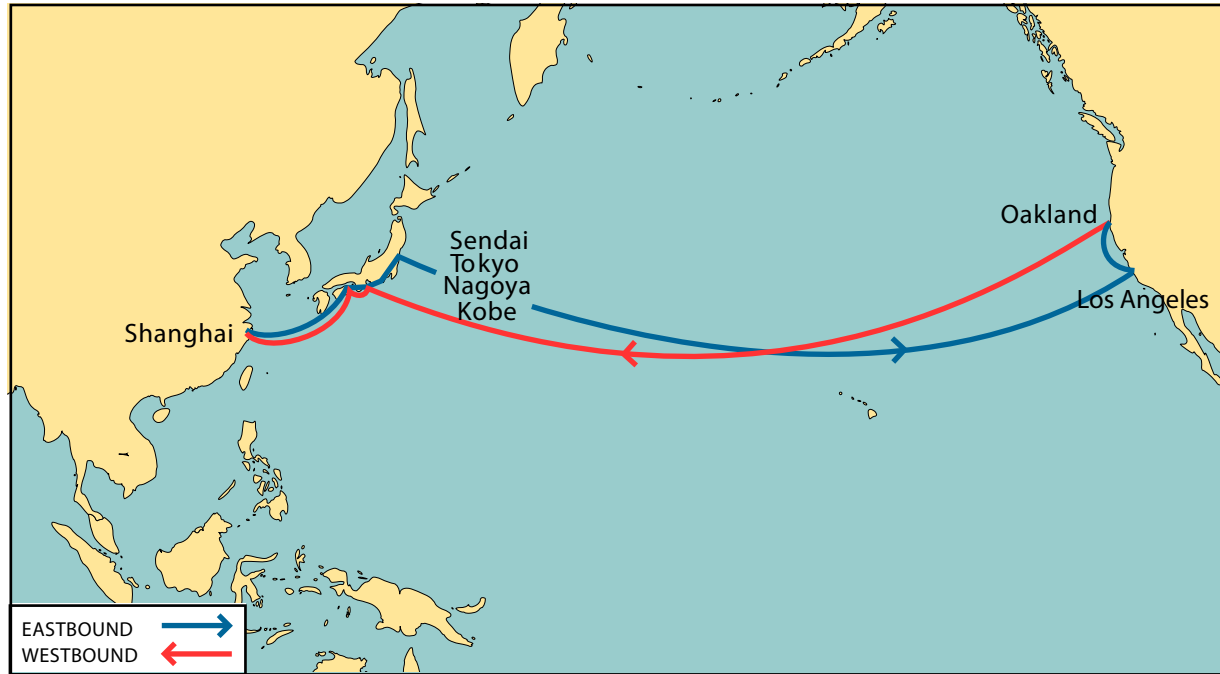 Sendai
Tokyo
Nagoya
Kobe
Oakland
Los Angeles
Shanghai
EASTBOUND
WESTBOUND